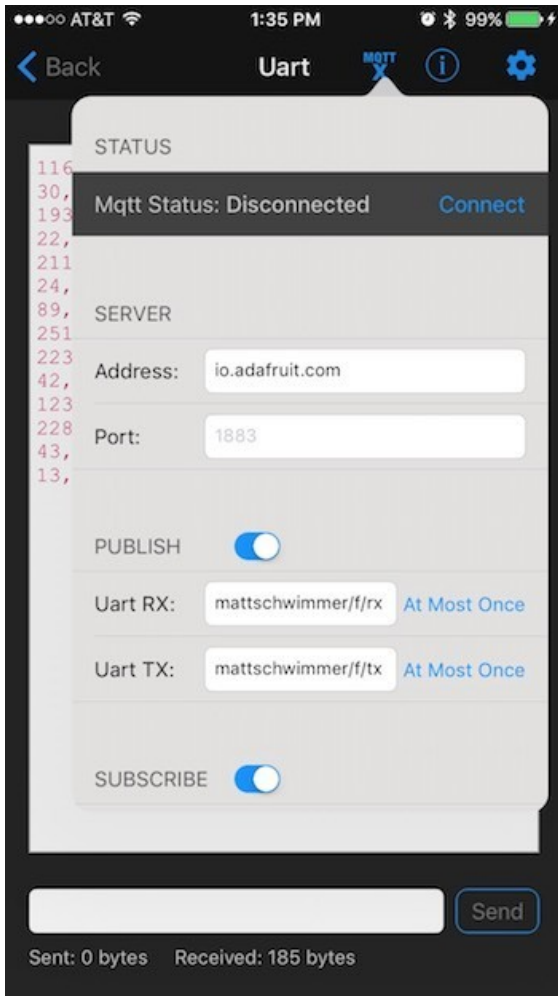 AT&T 1:35 PM 99%
Back Uart MQTT X i
STATUS
116
30,
Mqtt Status: Disconnected Connect
193
22,
211
24,
89,
SERVER
251
223
Address: io.adafruit.com
42,
123
228
Port: 1883
43,
13,
PUBLISH
Uart RX: mattschwimmer/f/rx At Most Once
Uart TX: mattschwimmer/f/tx At Most Once
SUBSCRIBE
Send
Sent: 0 bytes Received: 185 bytes